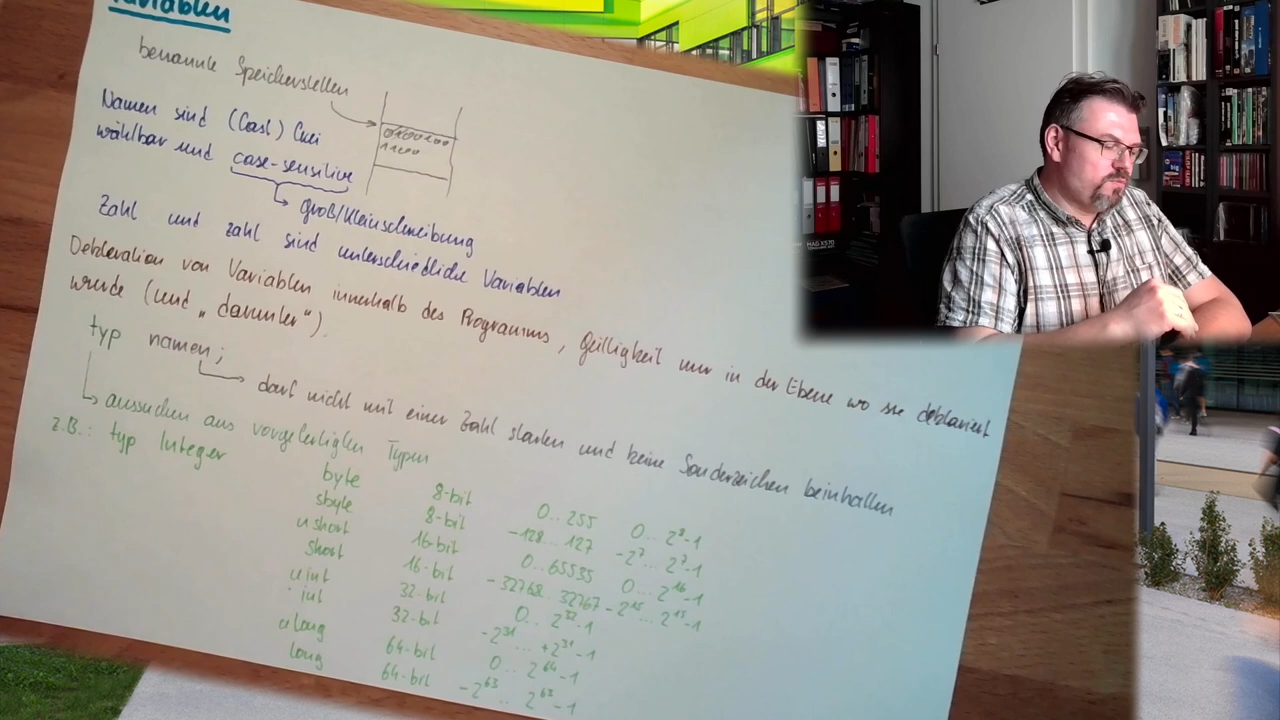 Variablen
benannte Speicherstellen
01001100
1100
Namen sind (fast) frei
wählbar und case-sensitive
Groß/Kleinschreibung
Zahl und zahl sind unterschiedliche Variablen
Deklaration von Variablen innerhalb des Programms, Gültigkeit nur in der Ebene wo sie deklariert
wurde (und „darunter").
typ namen;
darf nicht mit einer Zahl starten und keine Sonderzeichen beinhalten
aussuchen aus vorgefertigten Typen
z.B.: typ Integer
byte 8-bit 0..255 0..2⁸-1
sbyte 8-bit -128...127 -2⁷...2⁷-1
ushort 16-bit 0..65535 0..2¹⁶-1
short 16-bit -32768..32767 -2¹⁵...2¹⁵-1
uint 32-bit 0..2³²-1
int 32-bit -2³¹...+2³¹-1
ulong 64-bit 0..2⁶⁴-1
long 64-bit -2⁶³...2⁶³-1